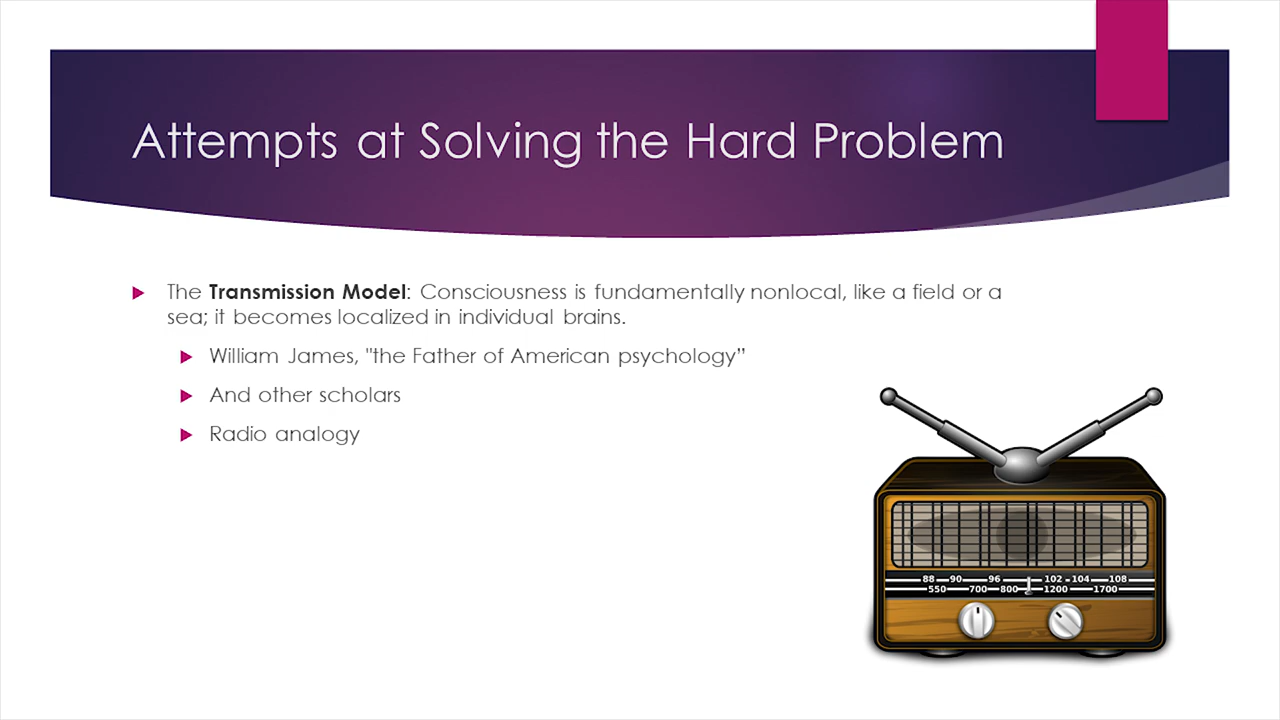 Attempts at Solving the Hard Problem
The Transmission Model: Consciousness is fundamentally nonlocal, like a field or a
sea; it becomes localized in individual brains.
William James, "the Father of American psychology”
And other scholars
Radio analogy
88 90 96 102 104 108
550 700 800 1200 1700